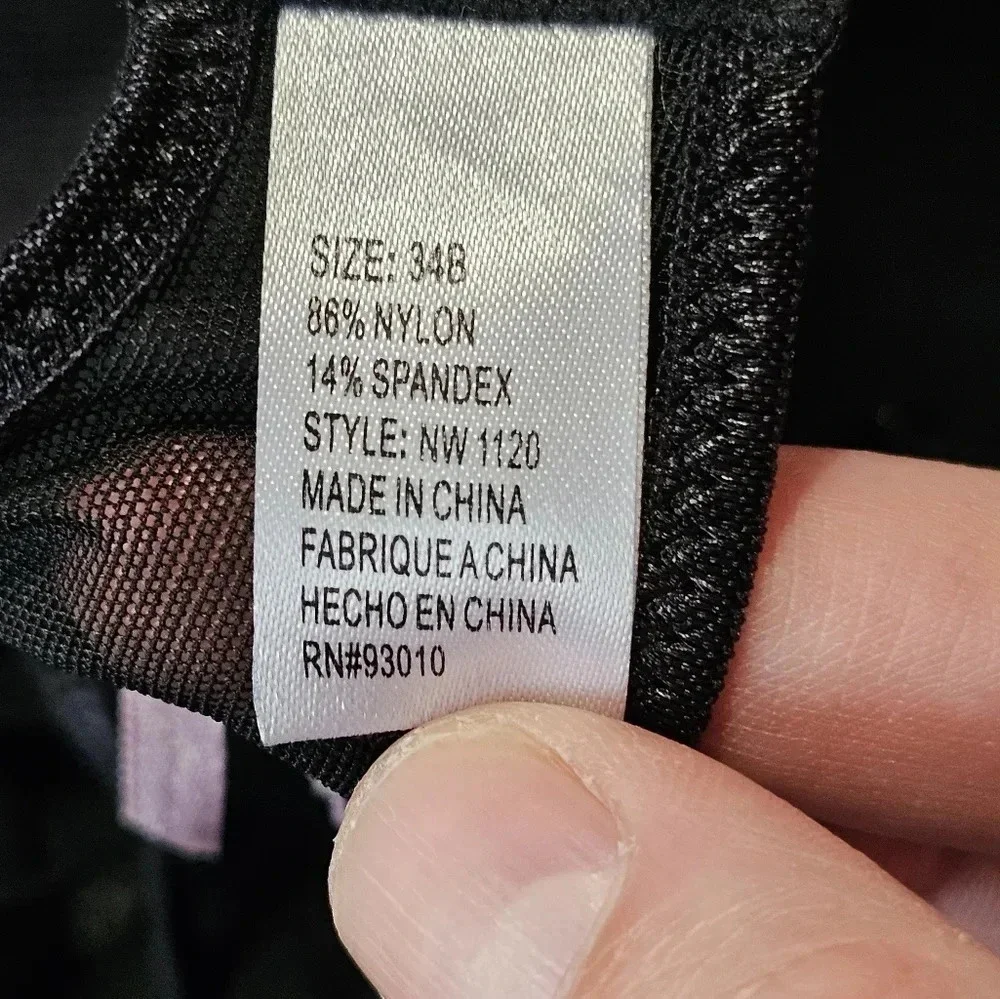 SIZE: 34B
86% NYLON
14% SPANDEX
STYLE: NW 1120
MADE IN CHINA
FABRIQUE A CHINA
HECHO EN CHINA
RN#93010